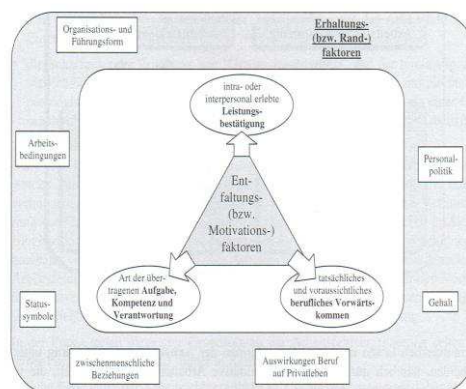 Organisations- und
Führungsform
Erhaltungs-
(bzw. Rand-)
faktoren
intra- oder
interpersonal erlebte
Leistungs-
bestätigung
Arbeits-
bedingungen
Personal-
politik
Ent-
faltungs-
(bzw.
Motivations-)
faktoren
Art der über-
tragenen Aufgabe,
Kompetenz und
Verantwortung
tatsächliches
und voraussichtliches
berufliches Vorwärts-
kommen
Status-
symbole
Gehalt
zwischenmenschliche
Beziehungen
Auswirkungen Beruf
auf Privatleben